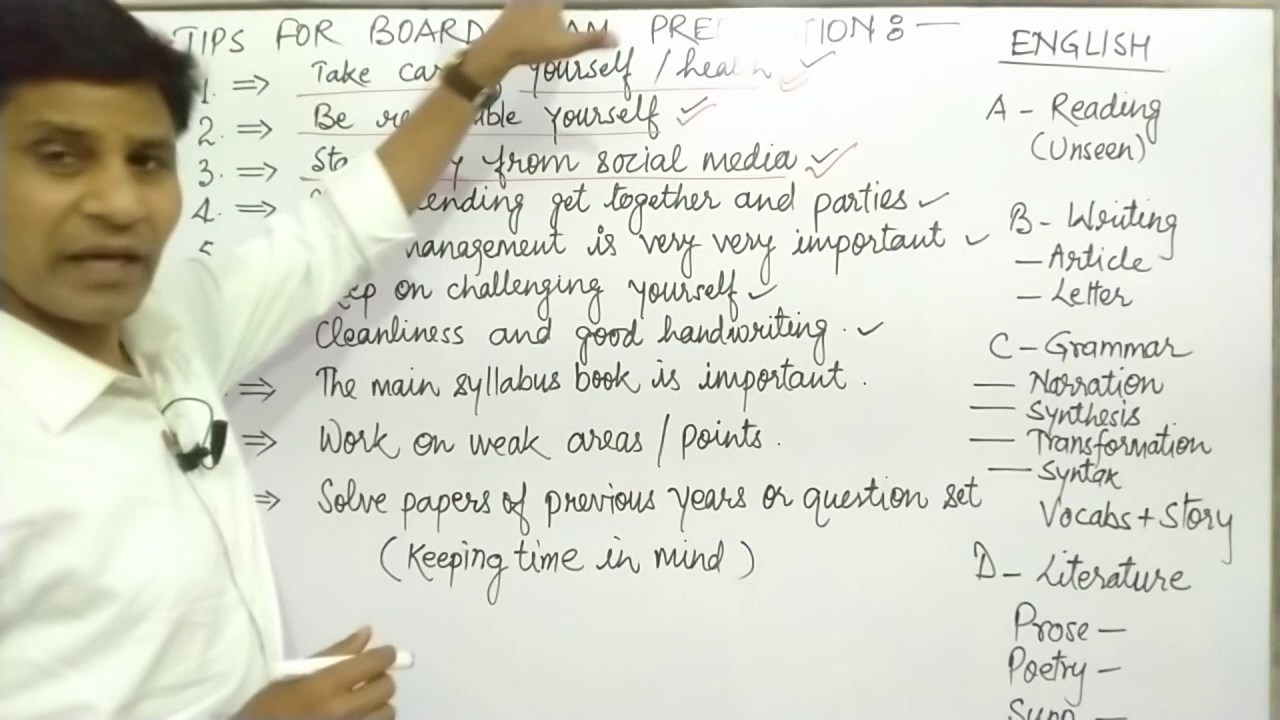 TIPS FOR BOARD
1. ⇒ Take yourself / health
2. ⇒ Be yourself
3. ⇒ from social media
4. ⇒ get together and parties
5 is very very important
on challenging yourself
Cleanliness and good handwriting.
⇒ The main syllabus book is important.
⇒ Work on weak areas / points.
⇒ Solve papers of previous years or question set
(Keeping time in mind)
ENGLISH
A - Reading
(Unseen)
B - Writing
- Article
- Letter
C - Grammar
- Narration
- Synthesis
- Transformation
- Syntax
Vocabs + Story
D - Literature
Prose -
Poetry -